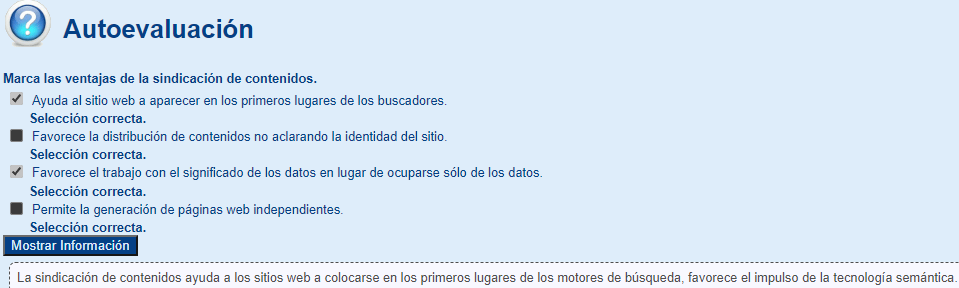 Autoevaluación
Marca las ventajas de la sindicación de contenidos.
Ayuda al sitio web a aparecer en los primeros lugares de los buscadores.
Selección correcta.
Favorece la distribución de contenidos no aclarando la identidad del sitio.
Selección correcta.
Favorece el trabajo con el significado de los datos en lugar de ocuparse sólo de los datos.
Selección correcta.
Permite la generación de páginas web independientes.
Selección correcta.
Mostrar Información
La sindicación de contenidos ayuda a los sitios web a colocarse en los primeros lugares de los motores de búsqueda, favorece el impulso de la tecnología semántica.